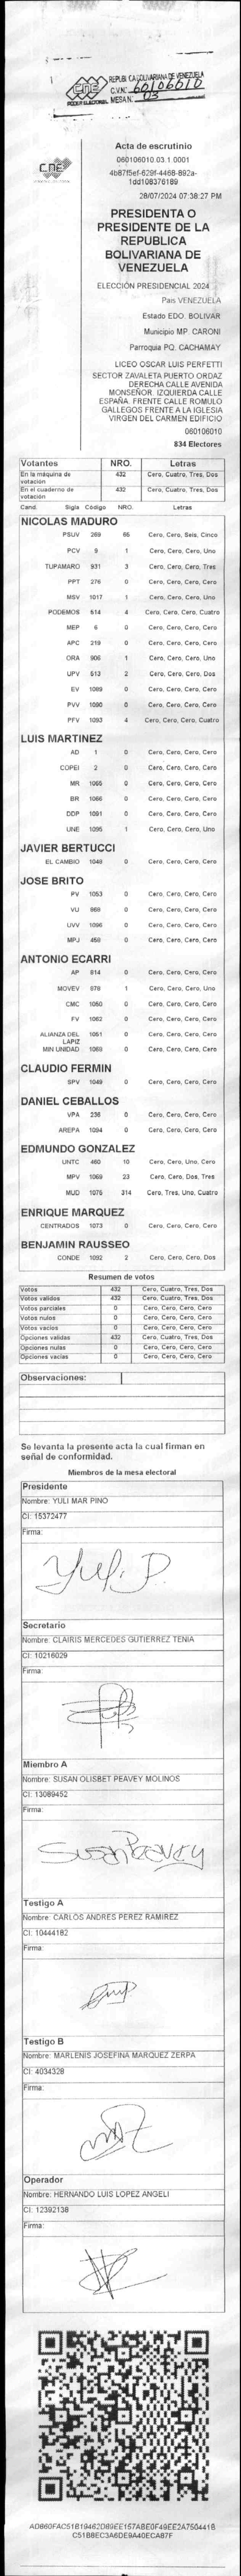 CNE
PODER ELECTORAL
REPUBLICA BOLIVARIANA DE VENEZUELA
C.V.N°: 60106010
MESA N°: 03
CNE
Acta de escrutinio
060106010.03.1.0001
4b87f5ef-629f-4468-892a-
1dd108376189
28/07/2024 07:38:27 PM
PRESIDENTA O
PRESIDENTE DE LA
REPUBLICA
BOLIVARIANA DE
VENEZUELA
ELECCIÓN PRESIDENCIAL 2024
Pais VENEZUELA
Estado EDO. BOLIVAR
Municipio MP. CARONI
Parroquia PQ. CACHAMAY
LICEO OSCAR LUIS PERFETTI
SECTOR ZAVALETA PUERTO ORDAZ
DERECHA CALLE AVENIDA
MONSEÑOR. IZQUIERDA CALLE
ESPAÑA. FRENTE CALLE ROMULO
GALLEGOS FRENTE A LA IGLESIA
VIRGEN DEL CARMEN EDIFICIO
060106010
834 Electores
Votantes NRO. Letras
En la máquina de votacion 432 Cero, Cuatro, Tres, Dos
En el cuaderno de votación 432 Cero, Cuatro, Tres, Dos
Cand. Sigla Código NRO. Letras
NICOLAS MADURO
PSUV 269 65 Cero, Cero, Seis, Cinco
PCV 9 1 Cero, Cero, Cero, Uno
TUPAMARO 931 3 Cero, Cero, Cero, Tres
PPT 276 0 Cero, Cero, Cero, Cero
MSV 1017 1 Cero, Cero, Cero, Uno
PODEMOS 614 4 Cero, Cero, Cero, Cuatro
MEP 6 0 Cero, Cero, Cero, Cero
APC 219 0 Cero, Cero, Cero, Cero
ORA 906 1 Cero, Cero, Cero, Uno
UPV 513 2 Cero, Cero, Cero, Dos
EV 1089 0 Cero, Cero, Cero, Cero
PVV 1090 0 Cero, Cero, Cero, Cero
PFV 1093 4 Cero, Cero, Cero, Cuatro
LUIS MARTINEZ
AD 1 0 Cero, Cero, Cero, Cero
COPEI 2 0 Cero, Cero, Cero, Cero
MR 1065 0 Cero, Cero, Cero, Cero
BR 1066 0 Cero, Cero, Cero, Cero
DDP 1091 0 Cero, Cero, Cero, Cero
UNE 1095 1 Cero, Cero, Cero, Uno
JAVIER BERTUCCI
EL CAMBIO 1048 0 Cero, Cero, Cero, Cero
JOSE BRITO
PV 1053 0 Cero, Cero, Cero, Cero
VU 969 0 Cero, Cero, Cero, Cero
UVV 1096 0 Cero, Cero, Cero, Cero
MPJ 458 0 Cero, Cero, Cero, Cero
ANTONIO ECARRI
AP 814 0 Cero, Cero, Cero, Cero
MOVEV 978 1 Cero, Cero, Cero, Uno
CMC 1050 0 Cero, Cero, Cero, Cero
FV 1062 0 Cero, Cero, Cero, Cero
ALIANZA DEL LAPIZ 1051 0 Cero, Cero, Cero, Cero
MIN UNIDAD 1068 0 Cero, Cero, Cero, Cero
CLAUDIO FERMIN
SPV 1049 0 Cero, Cero, Cero, Cero
DANIEL CEBALLOS
VPA 236 0 Cero, Cero, Cero, Cero
AREPA 1094 0 Cero, Cero, Cero, Cero
EDMUNDO GONZALEZ
UNTC 460 10 Cero, Cero, Uno, Cero
MPV 1069 23 Cero, Cero, Dos, Tres
MUD 1075 314 Cero, Tres, Uno, Cuatro
ENRIQUE MARQUEZ
CENTRADOS 1073 0 Cero, Cero, Cero, Cero
BENJAMIN RAUSSEO
CONDE 1092 2 Cero, Cero, Cero, Dos
Resumen de votos
Votos 432 Cero, Cuatro, Tres, Dos
Votos validos 432 Cero, Cuatro, Tres, Dos
Votos parciales 0 Cero, Cero, Cero, Cero
Votos nulos 0 Cero, Cero, Cero, Cero
Votos vacios 0 Cero, Cero, Cero, Cero
Opciones validas 432 Cero, Cuatro, Tres, Dos
Opciones nulas 0 Cero, Cero, Cero, Cero
Opciones vacias 0 Cero, Cero, Cero, Cero
Observaciones:
Se levanta la presente acta la cual firman en
señal de conformidad.
Miembros de la mesa electoral
Presidente
Nombre: YULI MAR PINO
CI: 15372477
Firma:
Yuli P.
Secretario
Nombre: CLAIRIS MERCEDES GUTIERREZ TENIA
CI: 10216029
Firma:
Miembro A
Nombre: SUSAN OLISBET PEAVEY MOLINOS
CI: 13089452
Firma:
Susan Peavey
Testigo A
Nombre: CARLOS ANDRES PEREZ RAMIREZ
CI: 10444182
Firma:
Testigo B
Nombre: MARLENIS JOSEFINA MARQUEZ ZERPA
CI: 4034328
Firma:
Operador
Nombre: HERNANDO LUIS LOPEZ ANGELI
CI: 12392138
Firma:
AD860FAC51B19462D89EE157ABE0F49EE2A750441B
C51B8EC3A6DE9A40ECA87F